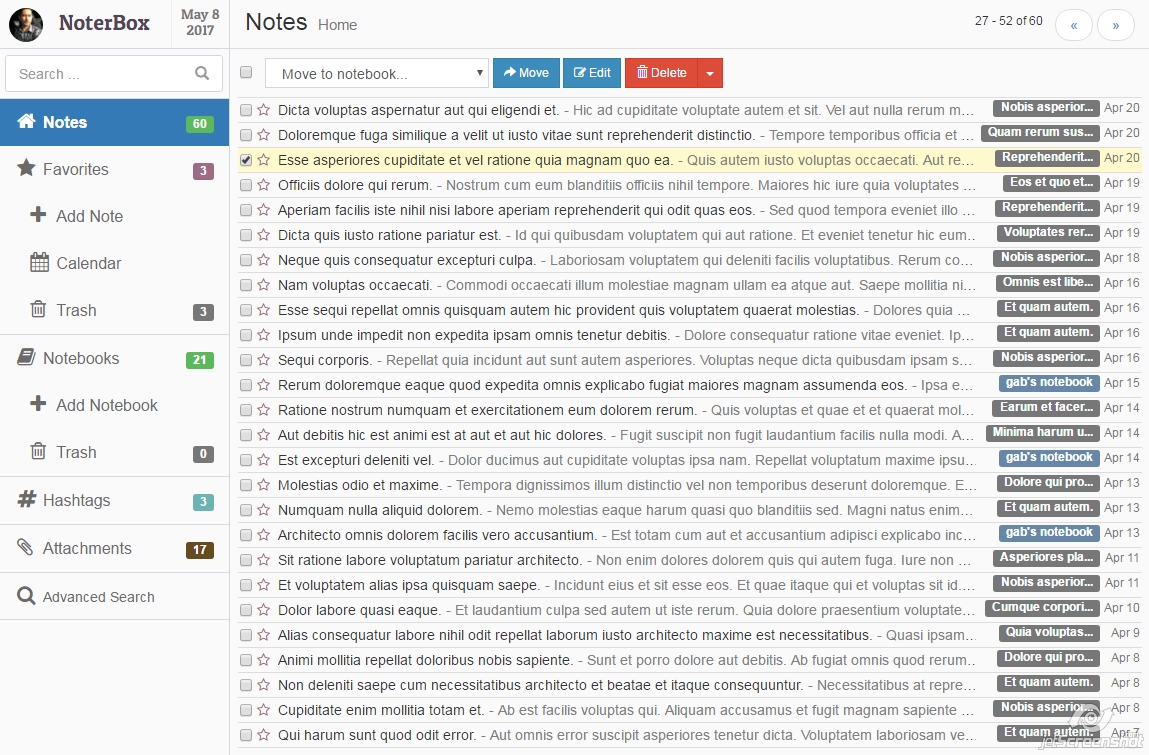 NoterBox
May 8
2017
Notes Home
27 - 52 of 60
«
»
Search ...
Move to notebook...
Move
Edit
Delete
Notes 60
Favorites 3
Add Note
Calendar
Trash 3
Notebooks 21
Add Notebook
Trash 0
Hashtags 3
Attachments 17
Advanced Search
Dicta voluptas aspernatur aut qui eligendi et. - Hic ad cupiditate voluptate autem et sit. Vel aut nulla rerum m... Nobis asperior... Apr 20
Doloremque fuga similique a velit ut iusto vitae sunt reprehenderit distinctio. - Tempore temporibus officia et ... Quam rerum sus... Apr 20
Esse asperiores cupiditate et vel ratione quia magnam quo ea. - Quis autem iusto voluptas occaecati. Aut re... Reprehenderit... Apr 20
Officiis dolore qui rerum. - Nostrum cum eum blanditiis officiis nihil tempore. Maiores hic iure quia voluptates ... Eos et quo et... Apr 19
Aperiam facilis iste nihil nisi labore aperiam reprehenderit qui odit quas eos. - Sed quod tempora eveniet illo ... Reprehenderit... Apr 19
Dicta quis iusto ratione pariatur est. - Id qui quibusdam voluptatem qui aut ratione. Et eveniet tenetur hic eum... Voluptates rer... Apr 19
Neque quis consequatur excepturi culpa. - Laboriosam voluptatem qui deleniti facilis voluptatibus. Rerum co... Nobis asperior... Apr 18
Nam voluptas occaecati. - Commodi occaecati illum molestiae magnam ullam ea atque aut. Saepe mollitia ni... Omnis est libe... Apr 16
Esse sequi repellat omnis quisquam autem hic provident quis voluptatem quaerat molestias. - Dolores quia ... Et quam autem. Apr 16
Ipsum unde impedit non expedita ipsam omnis tenetur debitis. - Dolore consequatur ratione vitae eveniet. Ip... Et quam autem. Apr 16
Sequi corporis. - Repellat quia incidunt aut sunt autem asperiores. Voluptas neque dicta quibusdam ipsam s... Nobis asperior... Apr 16
Rerum doloremque eaque quod expedita omnis explicabo fugiat maiores magnam assumenda eos. - Ipsa e... gab's notebook Apr 15
Ratione nostrum numquam et exercitationem eum dolorem rerum. - Quis voluptas et quae et et quaerat mol... Earum et facer... Apr 14
Aut debitis hic est animi est at aut et aut hic dolores. - Fugit suscipit non fugit laudantium facilis nulla modi. A... Minima harum u... Apr 14
Est excepturi deleniti vel. - Dolor ducimus aut cupiditate voluptas ipsa nam. Repellat voluptatum maxime ipsu... gab's notebook Apr 14
Molestias odio et maxime. - Tempora dignissimos illum distinctio vel non temporibus deserunt doloremque. E... Dolore qui pro... Apr 13
Numquam nulla aliquid dolorem. - Nemo molestias eaque harum quasi quo blanditiis sed. Magni natus enim... Et quam autem. Apr 13
Architecto omnis dolorem facilis vero accusantium. - Est totam cum aut et accusantium adipisci explicabo inc... gab's notebook Apr 13
Sit ratione labore voluptatum pariatur architecto. - Non enim dolores dolorem quis qui autem fuga. Iure non ... Asperiores pla... Apr 11
Et voluptatem alias ipsa quisquam saepe. - Incidunt eius et sit esse eos. Et quae itaque qui et voluptas sit id... Nobis asperior... Apr 11
Dolor labore quasi eaque. - Et laudantium culpa sed autem ut iste rerum. Quia dolore praesentium voluptate... Cumque corpori... Apr 10
Alias consequatur labore nihil odit repellat laborum iusto architecto maxime est necessitatibus. - Quasi ipsam... Quia voluptas... Apr 9
Animi mollitia repellat doloribus nobis sapiente. - Sunt et porro dolore aut debitis. Ab fugiat omnis quod rerum... Dolore qui pro... Apr 8
Non deleniti saepe cum necessitatibus architecto et beatae et itaque consequuntur. - Necessitatibus at repre... Et quam autem. Apr 8
Cupiditate enim mollitia totam et. - Ab est facilis voluptas qui. Aliquam accusamus et fugit magnam sapiente ... Nobis asperior... Apr 8
Qui harum sunt quod odit error. - Aut omnis error suscipit asperiores tenetur dicta. Voluptatem laboriosam ve... Et quam autem. Apr 7
jetscreenshot